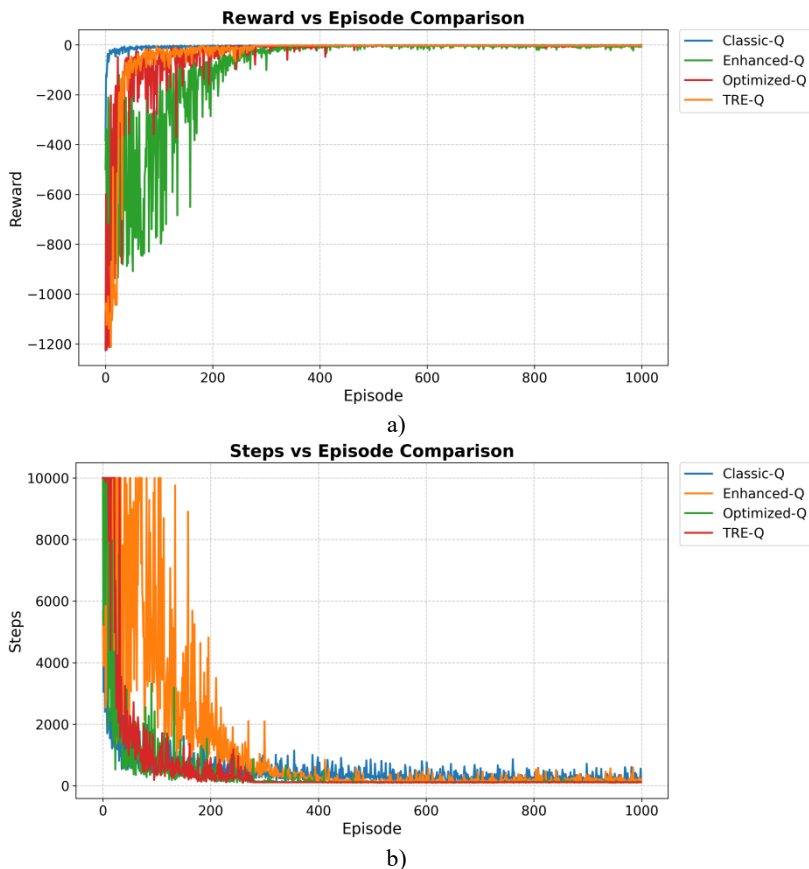 Reward vs Episode Comparison
0
−200
−400
−600
−800
−1000
−1200
Reward
0 200 400 600 800 1000
Episode
Classic-Q
Enhanced-Q
Optimized-Q
TRE-Q
a)
Steps vs Episode Comparison
10000
8000
6000
4000
2000
0
Steps
0 200 400 600 800 1000
Episode
Classic-Q
Enhanced-Q
Optimized-Q
TRE-Q
b)